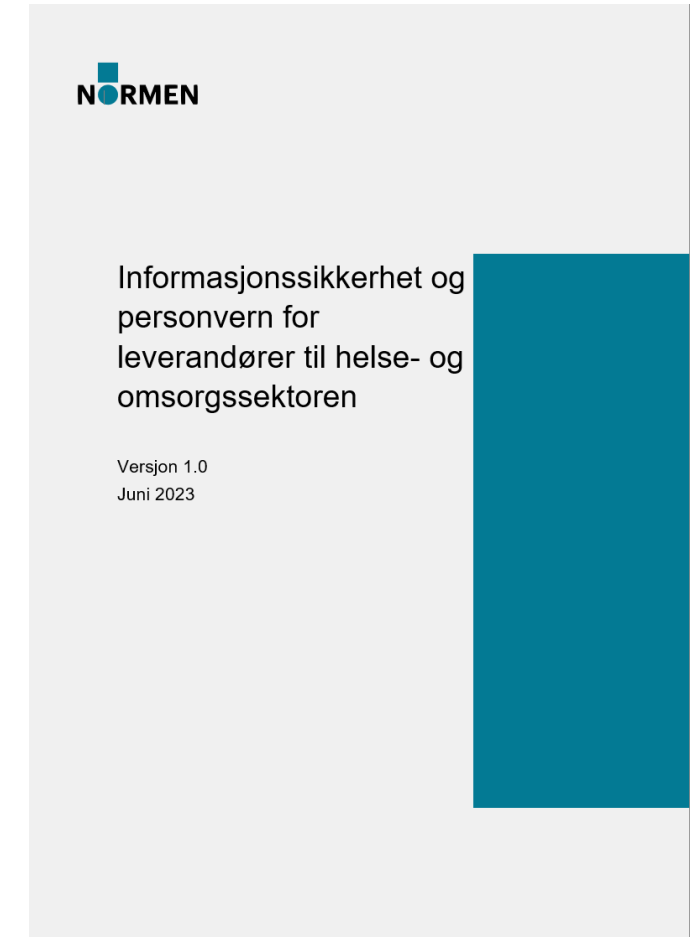 NORMEN
Informasjonssikkerhet og
personvern for
leverandører til helse- og
omsorgssektoren
Versjon 1.0
Juni 2023